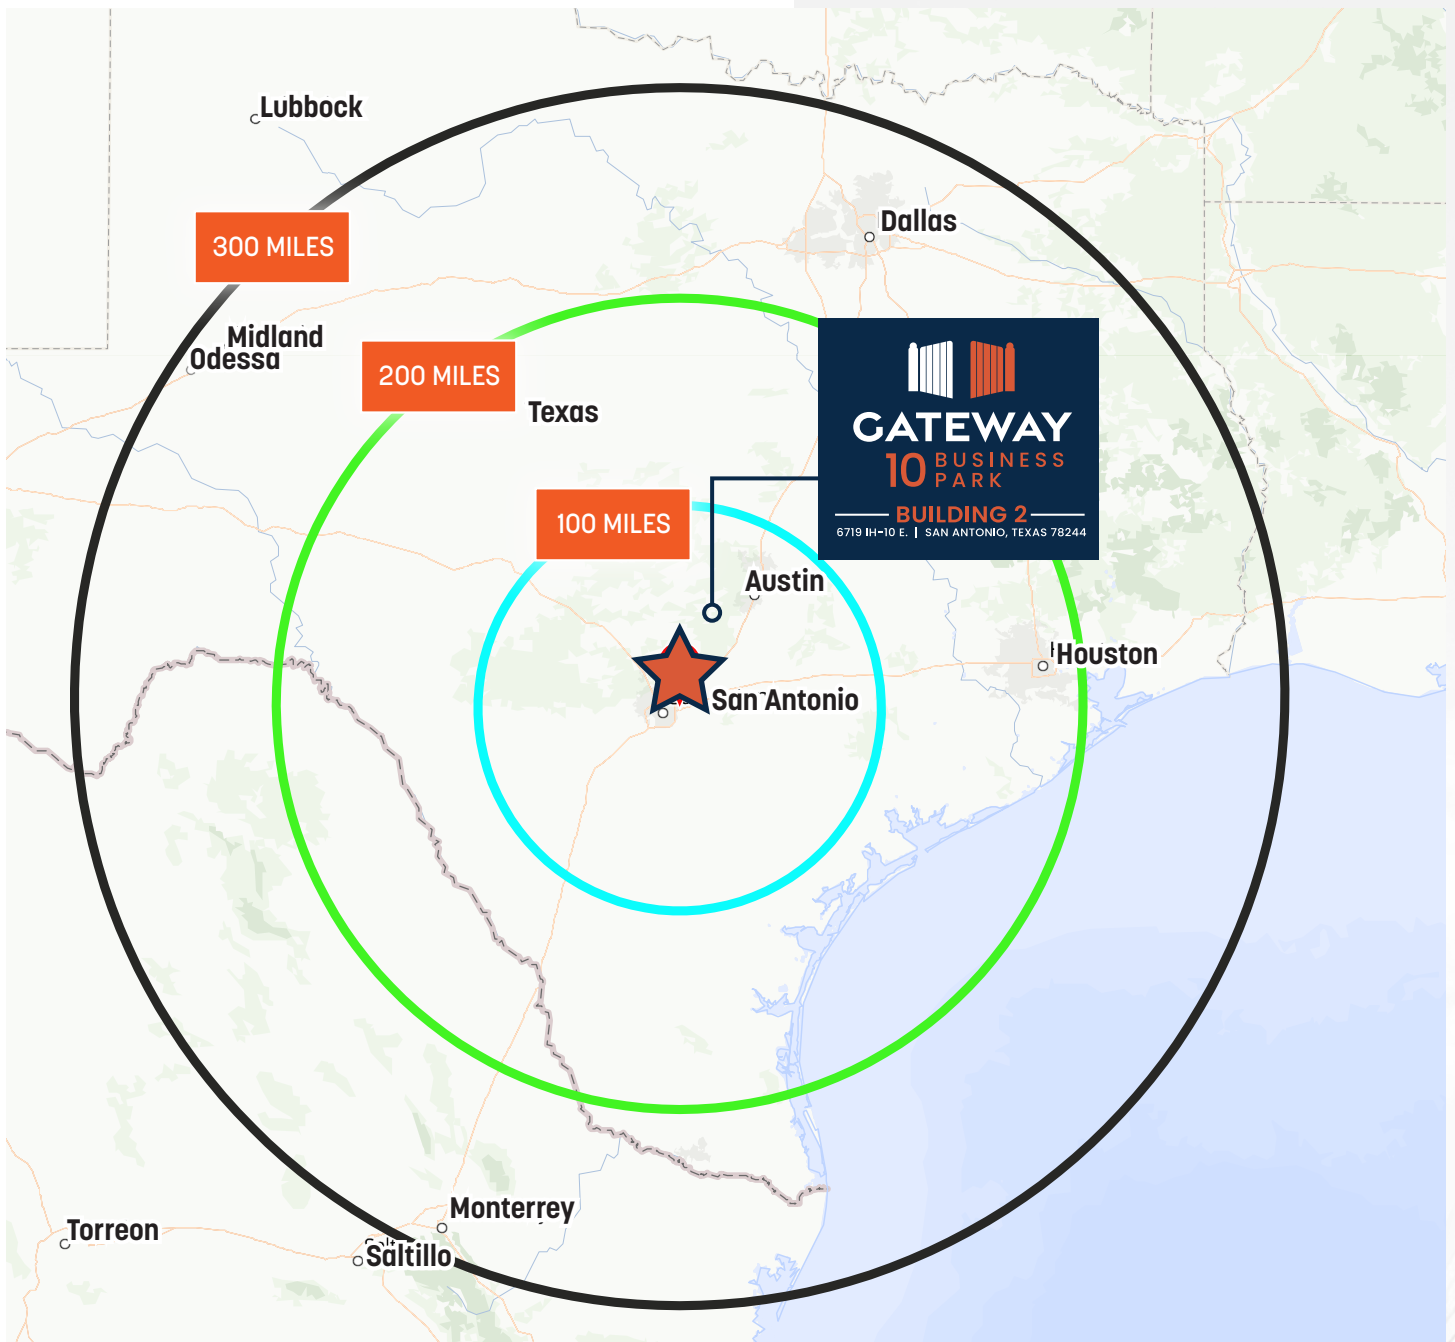 Lubbock
Dallas
300 MILES
Midland
Odessa
200 MILES
Texas
GATEWAY
10 BUSINESS
PARK
BUILDING 2
6719 IH-10 E. | SAN ANTONIO, TEXAS 78244
100 MILES
Austin
Houston
San Antonio
Monterrey
Torreon
Saltillo